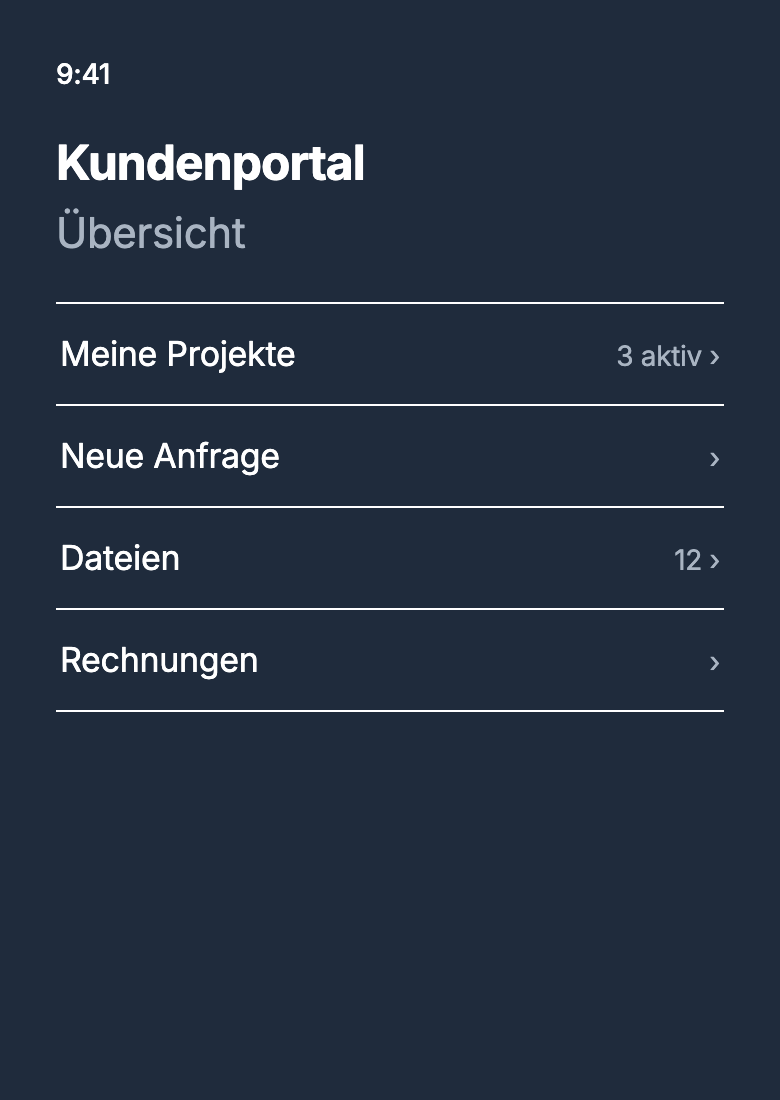 9:41
Kundenportal
Übersicht
Meine Projekte 3 aktiv ›
Neue Anfrage ›
Dateien 12 ›
Rechnungen ›